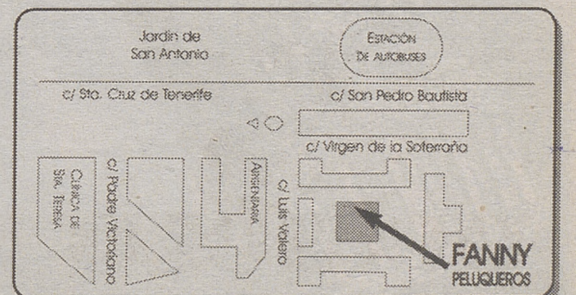 Jardín de
San Antonio
ESTACIÓN
DE AUTOBUSES
c/ Sta. Cruz de Tenerife
c/ San Pedro Bautista
c/ Virgen de la Soterraña
CLÍNICA DE
STA. TERESA
c/ Padre Victoriano
ARGENTARIA
c/ Luis Valero
FANNY
PELUQUEROS